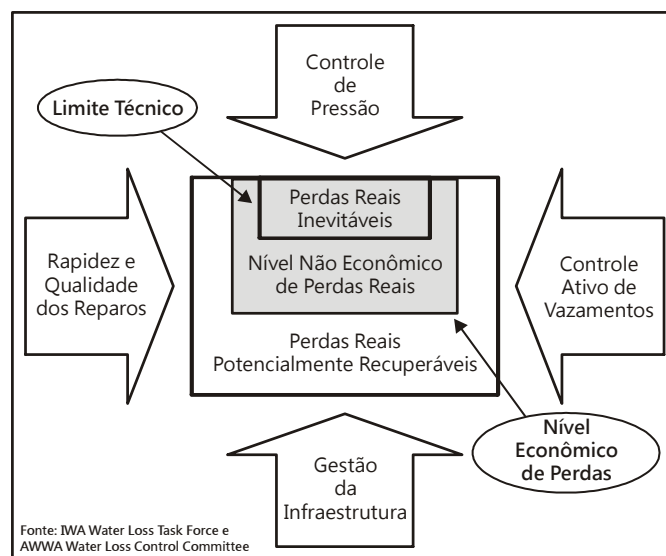 Controle
de
Pressão
Limite Técnico
Perdas Reais
Inevitáveis
Rapidez e
Qualidade
dos Reparos
Nível Não Econômico
de Perdas Reais
Controle
Ativo de
Vazamentos
Perdas Reais
Potencialmente Recuperáveis
Nível
Econômico
de Perdas
Gestão
da
Infraestrutura
Fonte: IWA Water Loss Task Force e
AWWA Water Loss Control Committee